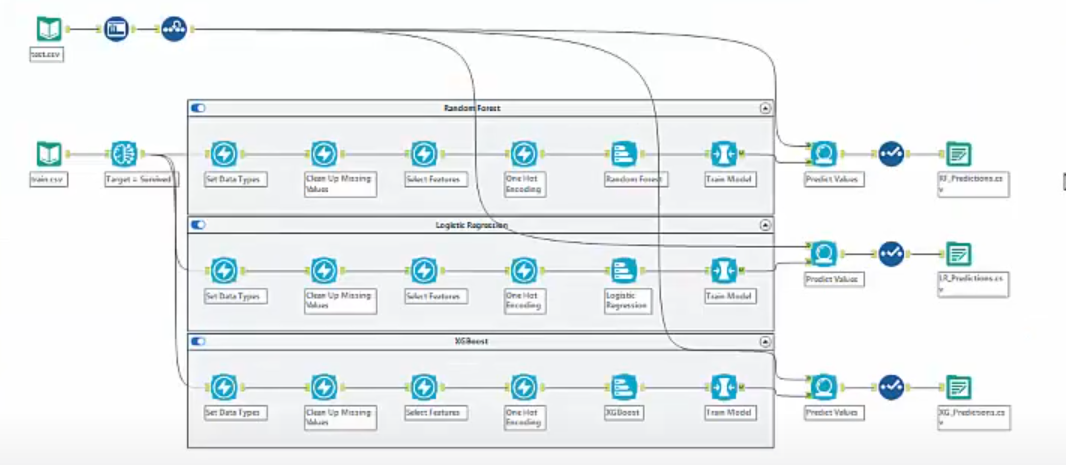 test.csv
Random Forest
train.csv
Target = Survived
Set Data Types
Clean Up Missing
Values
Select Features
One Hot
Encoding
Random Forest
Train Model
Predict Values
RF_Predictions.cs
v
Logistic Regression
Set Data Types
Clean Up Missing
Values
Select Features
One Hot
Encoding
Logistic
Regression
Train Model
Predict Values
LR_Predictions.cs
v
XGBoost
Set Data Types
Clean Up Missing
Values
Select Features
One Hot
Encoding
XGBoost
Train Model
Predict Values
XG_Predictions.cs
v